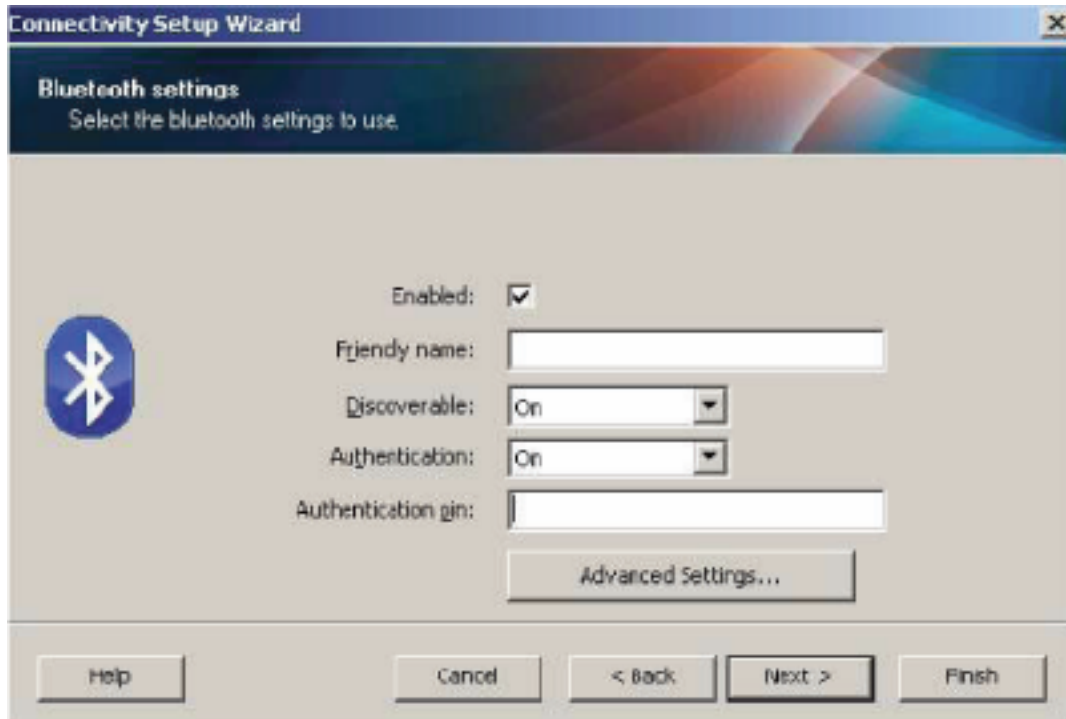 Connectivity Setup Wizard
Bluetooth settings
Select the bluetooth settings to use.
Enabled:
Friendly name:
Discoverable: On
Authentication: On
Authentication pin:
Advanced Settings...
Help Cancel < Back Next > Finish